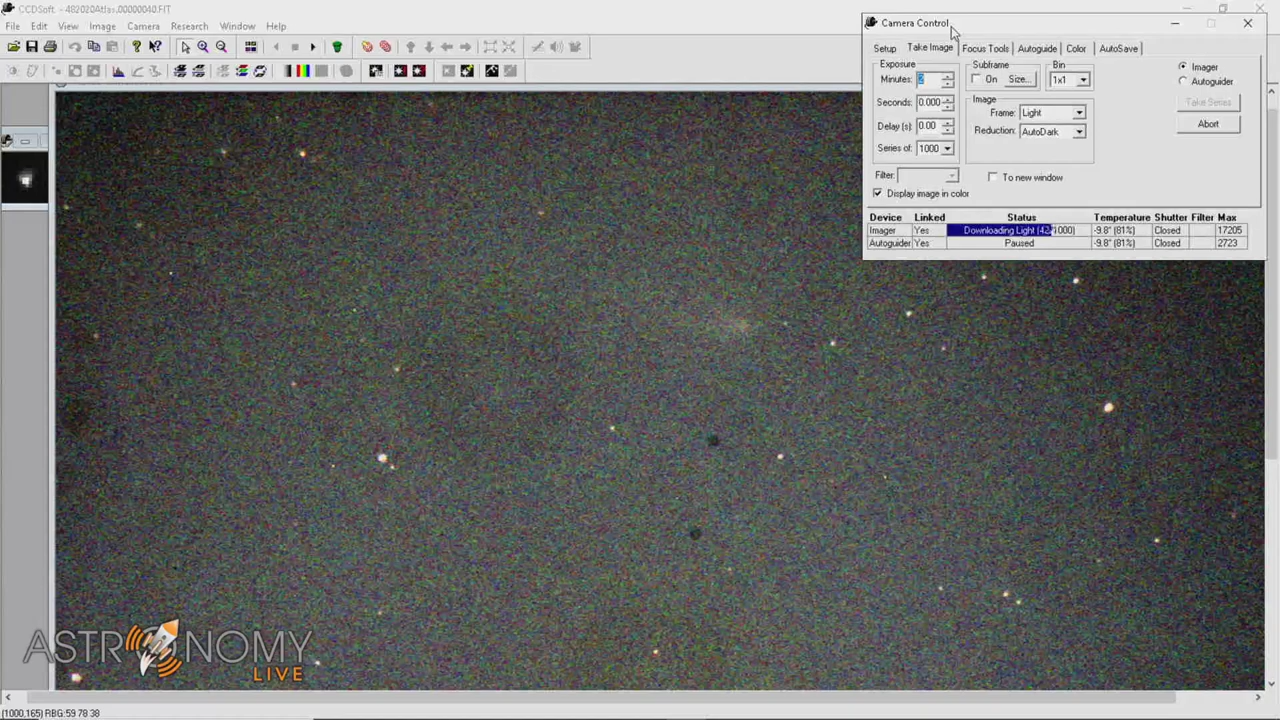 CCDSoft - 482020Atlas.00000040.FIT
File Edit View Image Camera Research Window Help
Camera Control
Setup Take Image Focus Tools Autoguide Color AutoSave
Exposure Subframe Bin
Imager
Minutes: 2 On Size... 1x1
Autoguider
Seconds: 0.000 Image
Take Series
Frame: Light
Delay (s): 0.00 Abort
Reduction: AutoDark
Series of: 1000
Filter: To new window
Display image in color
Device Linked Status Temperature Shutter Filter Max
Imager Yes Downloading Light (42/1000) -9.8° (81%) Closed 17205
Autoguider Yes Paused -9.8° (81%) Closed 2723
ASTRONOMY
LIVE
(1000,165) RBG:59 78 38